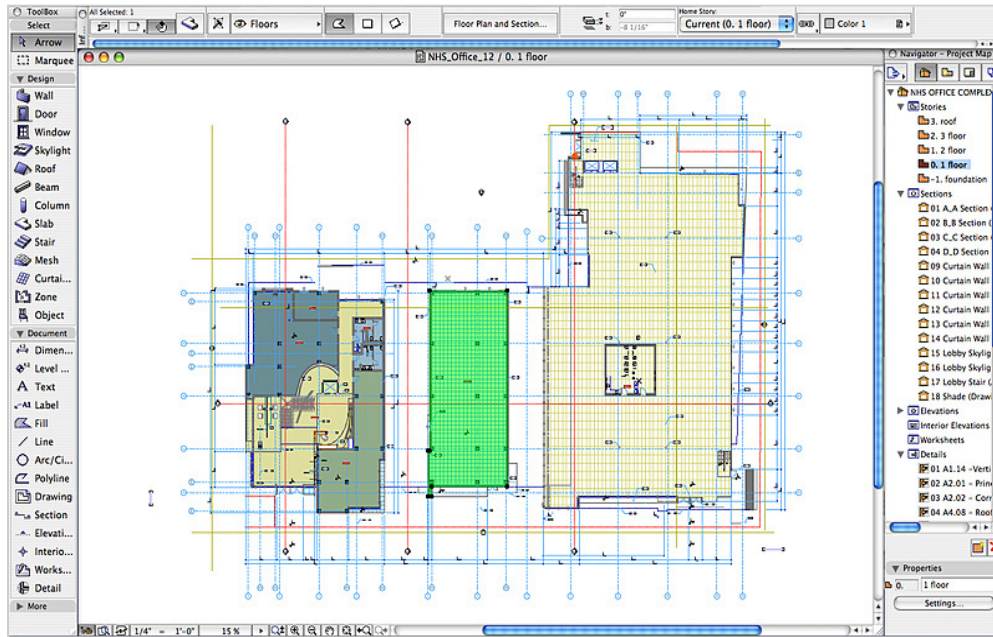 ToolBox
Select
Arrow
Marquee
Design
Wall
Door
Window
Skylight
Roof
Beam
Column
Slab
Stair
Mesh
Curtai...
Zone
Object
Document
Dimen...
Level ...
Text
A1 Label
Fill
Line
Arc/Ci...
Polyline
Drawing
Section
Elevati...
Interio...
Works...
Detail
More
All Selected: 1
Floors
Floor Plan and Section...
t: 0"
b: -8 1/16"
Home Story:
Current (0. 1 floor)
Color 1
NHS_Office_12 / 0. 1 floor
1/4" = 1'-0"
15 %
Navigator - Project Map
NHS OFFICE COMPLEX
Stories
3. roof
2. 3 floor
1. 2 floor
0. 1 floor
-1. foundation
Sections
01 A_A Section
02 B_B Section (
03 C_C Section (
04 D_D Section
09 Curtain Wall
10 Curtain Wall
11 Curtain Wall
12 Curtain Wall
13 Curtain Wall
14 Curtain Wall
15 Lobby Skylig
16 Lobby Skylig
17 Lobby Stair (
18 Shade (Draw
Elevations
Interior Elevations
Worksheets
Details
01 A1.14 -Verti
02 A2.01 - Princ
03 A2.02 - Corr
04 A4.08 - Roof
Properties
0. 1 floor
Settings...